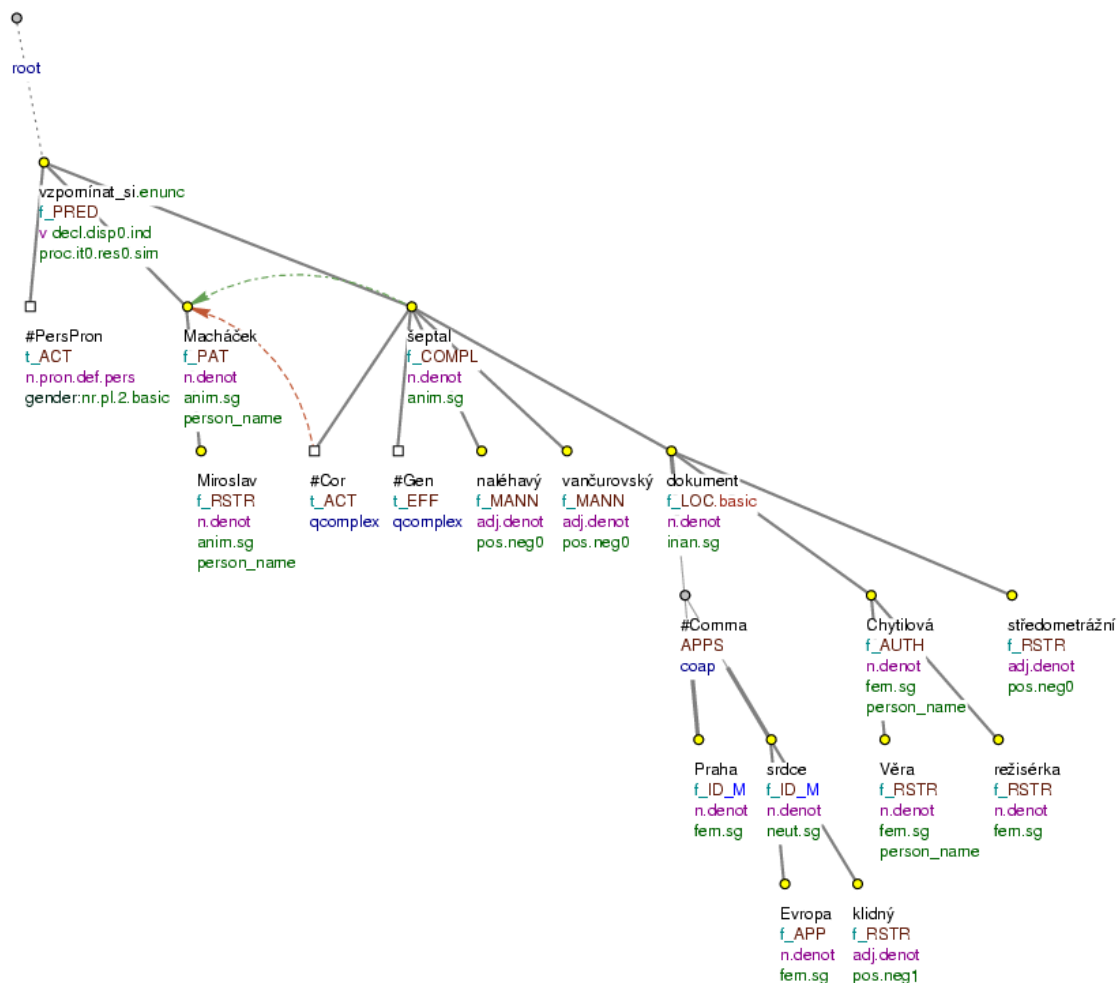 root
vzpomínat_si.enunc
f_PRED
v decl.disp0.ind
proc.it0.res0.sim
#PersPron
t_ACT
n.pron.def.pers
gender:nr.pl.2.basic
Macháček
f_PAT
n.denot
anim.sg
person_name
šeptal
f_COMPL
n.denot
anim.sg
Miroslav
f_RSTR
n.denot
anim.sg
person_name
#Cor
t_ACT
qcomplex
#Gen
t_EFF
qcomplex
naléhavý
f_MANN
adj.denot
pos.neg0
vančurovský
f_MANN
adj.denot
pos.neg0
dokument
f_LOC.basic
n.denot
inan.sg
#Comma
APPS
coap
Chytilová
f_AUTH
n.denot
fem.sg
person_name
středometrážní
f_RSTR
adj.denot
pos.neg0
Praha
f_ID_M
n.denot
fem.sg
srdce
f_ID_M
n.denot
neut.sg
Věra
f_RSTR
n.denot
fem.sg
person_name
režisérka
f_RSTR
n.denot
fem.sg
Evropa
f_APP
n.denot
fem.sg
klidný
f_RSTR
adj.denot
pos.neg1